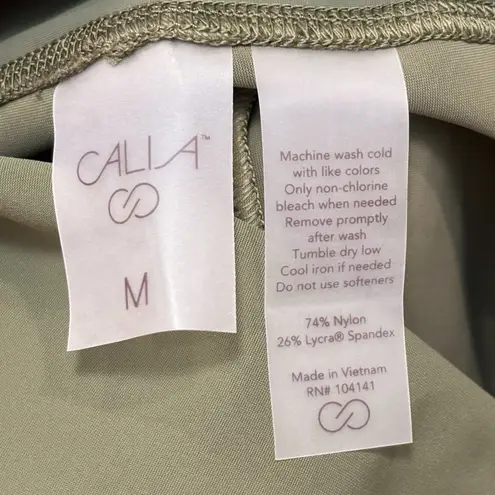 CALIA™
M
Machine wash cold
with like colors
Only non-chlorine
bleach when needed
Remove promptly
after wash
Tumble dry low
Cool iron if needed
Do not use softeners
74% Nylon
26% Lycra® Spandex
Made in Vietnam
RN# 104141